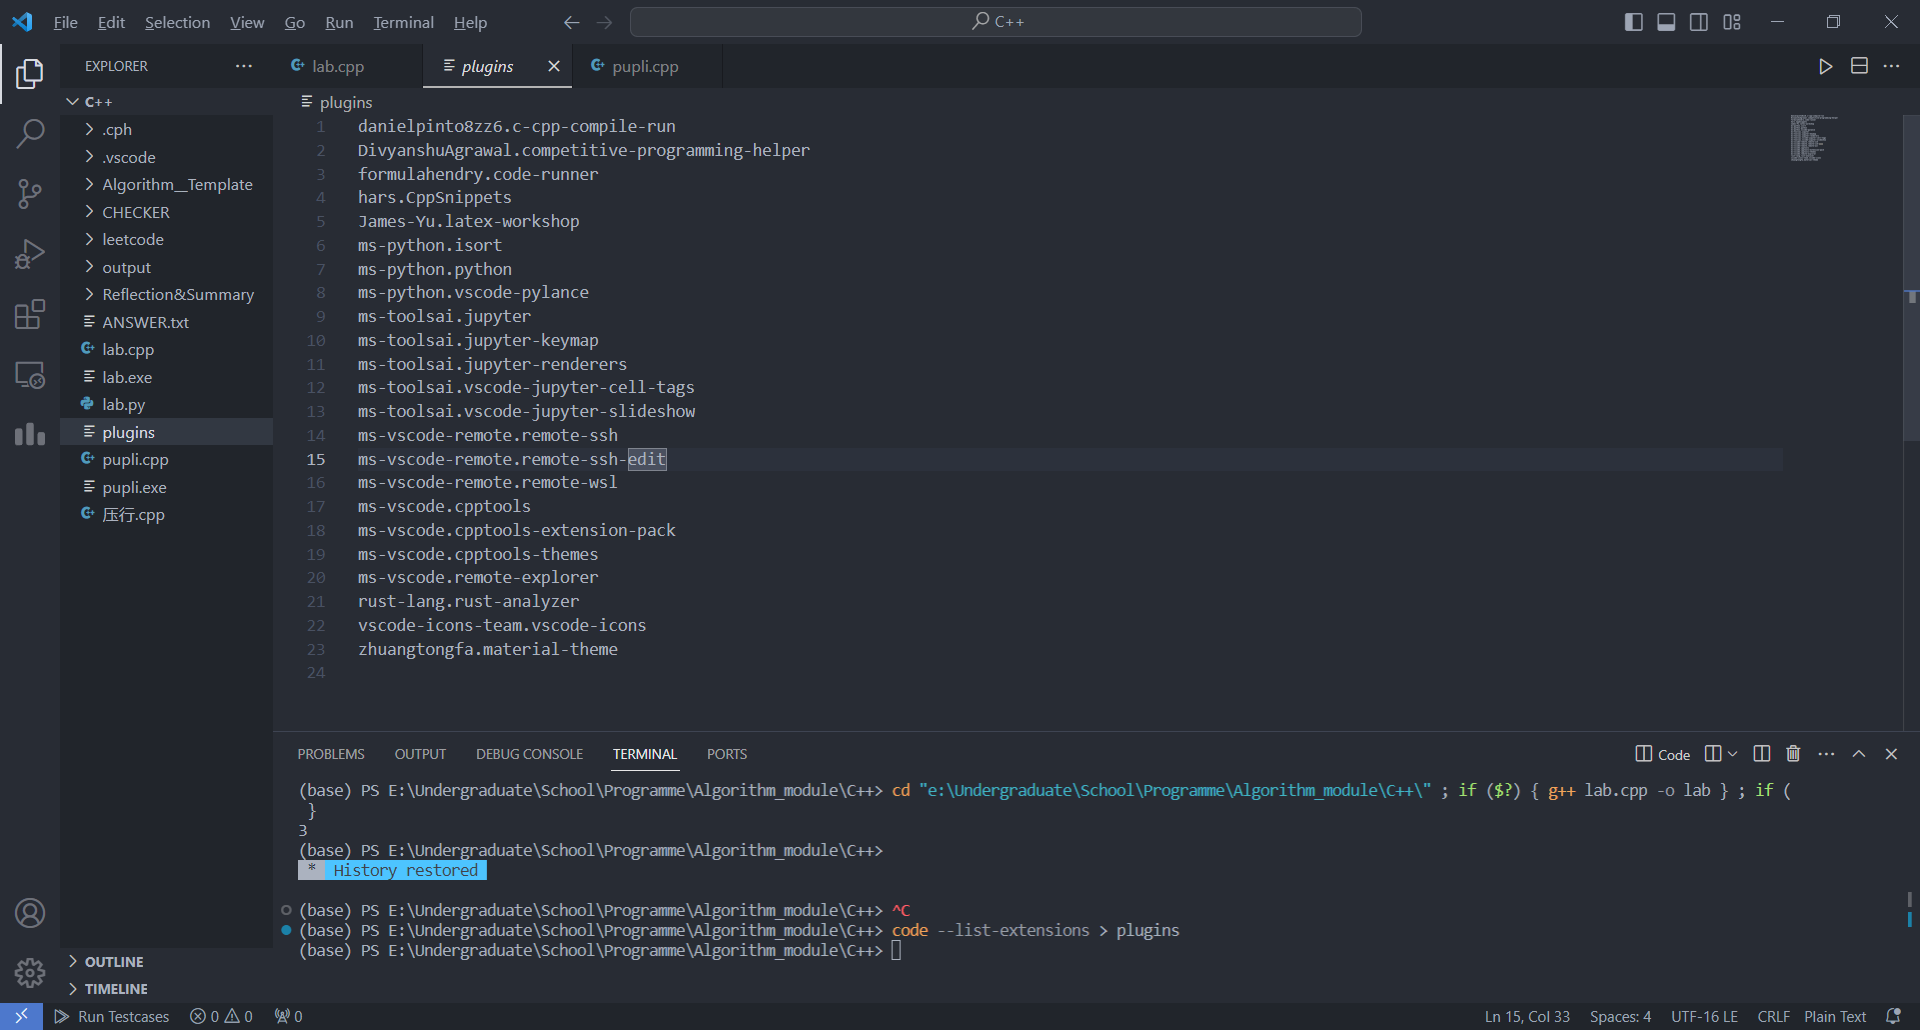 File Edit Selection View Go Run Terminal Help
C++
EXPLORER
lab.cpp
plugins
pupli.cpp
C++
.cph
.vscode
Algorithm__Template
CHECKER
leetcode
output
Reflection&Summary
ANSWER.txt
lab.cpp
lab.exe
lab.py
plugins
pupli.cpp
pupli.exe
压行.cpp
OUTLINE
TIMELINE
plugins
1 danielpinto8zz6.c-cpp-compile-run
2 DivyanshuAgrawal.competitive-programming-helper
3 formulahendry.code-runner
4 hars.CppSnippets
5 James-Yu.latex-workshop
6 ms-python.isort
7 ms-python.python
8 ms-python.vscode-pylance
9 ms-toolsai.jupyter
10 ms-toolsai.jupyter-keymap
11 ms-toolsai.jupyter-renderers
12 ms-toolsai.vscode-jupyter-cell-tags
13 ms-toolsai.vscode-jupyter-slideshow
14 ms-vscode-remote.remote-ssh
15 ms-vscode-remote.remote-ssh-edit
16 ms-vscode-remote.remote-wsl
17 ms-vscode.cpptools
18 ms-vscode.cpptools-extension-pack
19 ms-vscode.cpptools-themes
20 ms-vscode.remote-explorer
21 rust-lang.rust-analyzer
22 vscode-icons-team.vscode-icons
23 zhuangtongfa.material-theme
24
PROBLEMS OUTPUT DEBUG CONSOLE TERMINAL PORTS
Code
(base) PS E:\Undergraduate\School\Programme\Algorithm_module\C++> cd "e:\Undergraduate\School\Programme\Algorithm_module\C++\" ; if ($?) { g++ lab.cpp -o lab } ; if (
}
3
(base) PS E:\Undergraduate\School\Programme\Algorithm_module\C++>
* History restored
(base) PS E:\Undergraduate\School\Programme\Algorithm_module\C++> ^C
(base) PS E:\Undergraduate\School\Programme\Algorithm_module\C++> code --list-extensions > plugins
(base) PS E:\Undergraduate\School\Programme\Algorithm_module\C++>
Run Testcases 0 0 0 Ln 15, Col 33 Spaces: 4 UTF-16 LE CRLF Plain Text